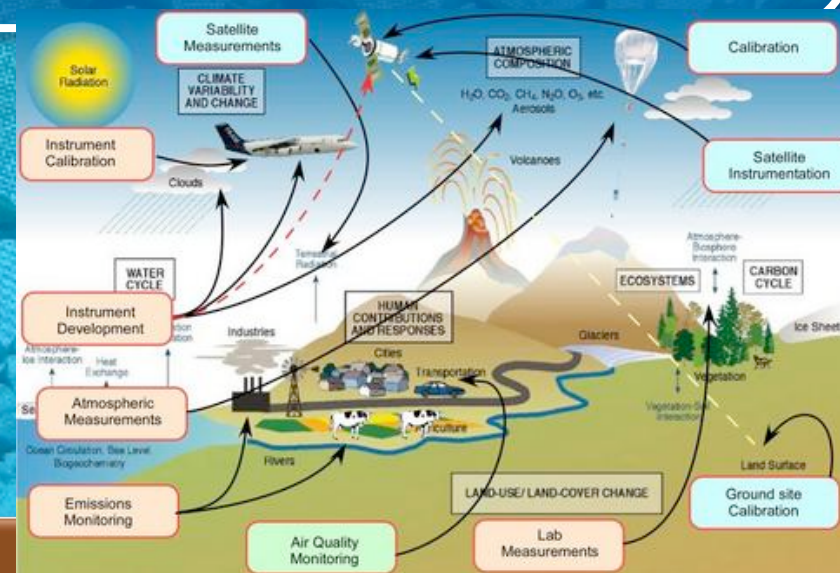 Satellite
Measurements
Calibration
Solar
Radiation
CLIMATE
VARIABILITY
AND CHANGE
ATMOSPHERIC
COMPOSITION
H₂O, CO₂, CH₄, N₂O, O₃, etc.
Aerosols
Instrument
Calibration
Clouds
Volcanoes
Satellite
Instrumentation
Terrestrial
Radiation
Atmosphere-
Biosphere
Interaction
WATER
CYCLE
ECOSYSTEMS
CARBON
CYCLE
Instrument
Development
HUMAN
CONTRIBUTIONS
AND RESPONSES
Industries
Glaciers
Ice Sheet
Atmosphere-
Ice Interaction
Heat
Exchange
Cities
Transportation
Vegetation
Atmospheric
Measurements
Vegetation-Soil
Interaction
Ocean Circulation, Sea Level,
Biogeochemistry
Rivers
Land Surface
Emissions
Monitoring
LAND-USE/ LAND-COVER CHANGE
Ground site
Calibration
Air Quality
Monitoring
Lab
Measurements